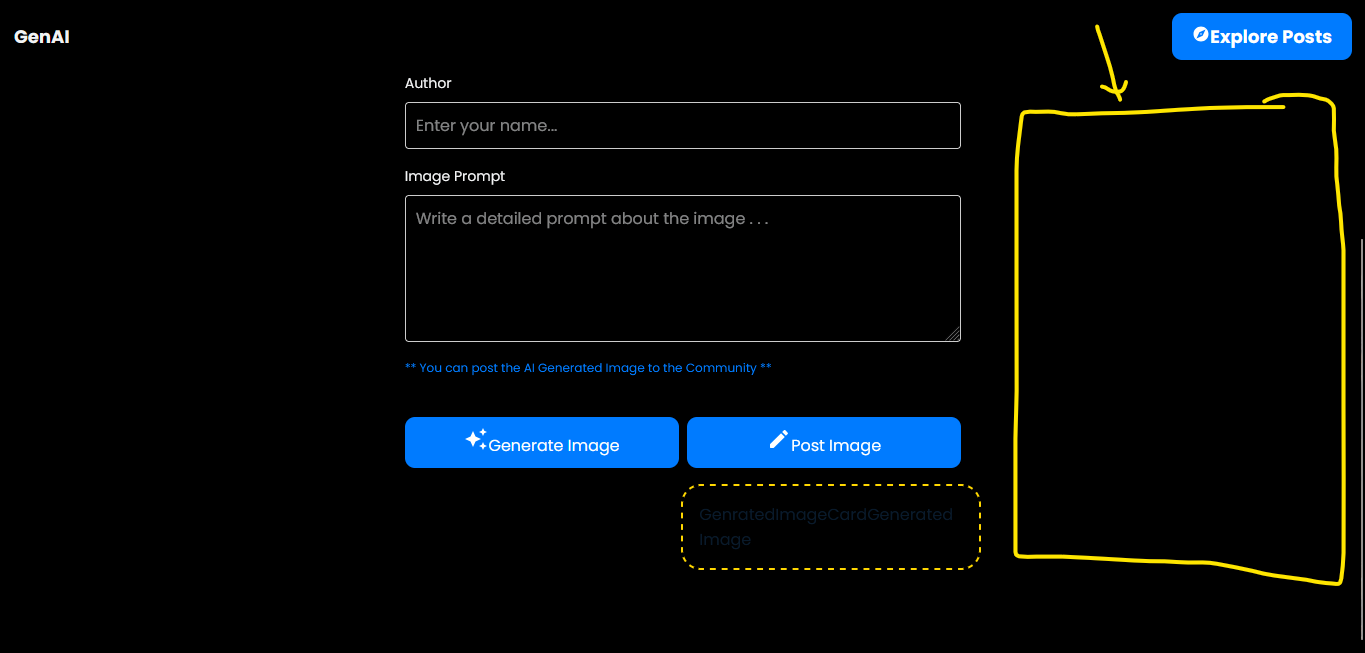 GenAI
Explore Posts
Author
Enter your name...
Image Prompt
Write a detailed prompt about the image . . .
** You can post the AI Generated Image to the Community **
Generate Image
Post Image
GenratedImageCardGenerated
Image